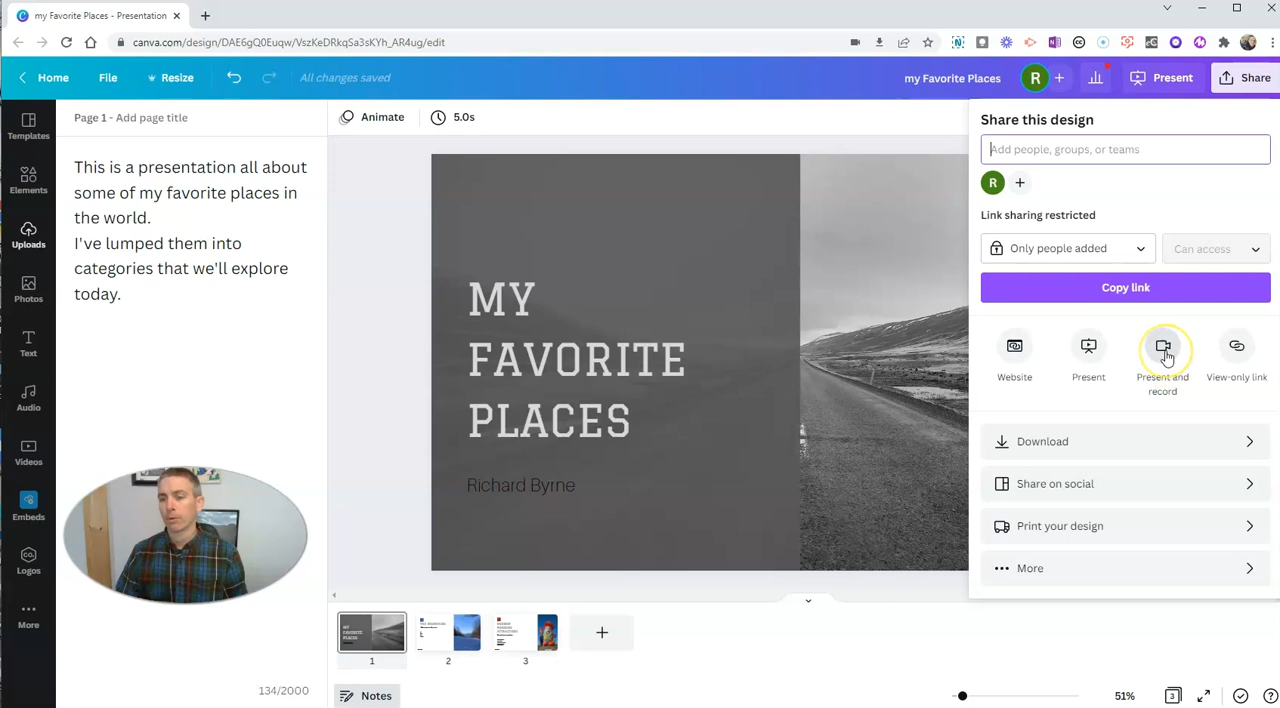 my Favorite Places - Presentation
canva.com/design/DAE6gQ0Euqw/VszKeDRkqSa3sKYh_AR4ug/edit
Home File Resize All changes saved my Favorite Places R Present Share
Templates
Elements
Uploads
Photos
Text
Audio
Videos
Embeds
Logos
More
Page 1 - Add page title
This is a presentation all about
some of my favorite places in
the world.
I've lumped them into
categories that we'll explore
today.
134/2000
Animate 5.0s
MY
FAVORITE
PLACES
Richard Byrne
Share this design
Add people, groups, or teams
R
Link sharing restricted
Only people added Can access
Copy link
Website Present Present and record View-only link
Download
Share on social
Print your design
More
MY
FAVORITE
PLACES
1 2 3
Notes 51% 3